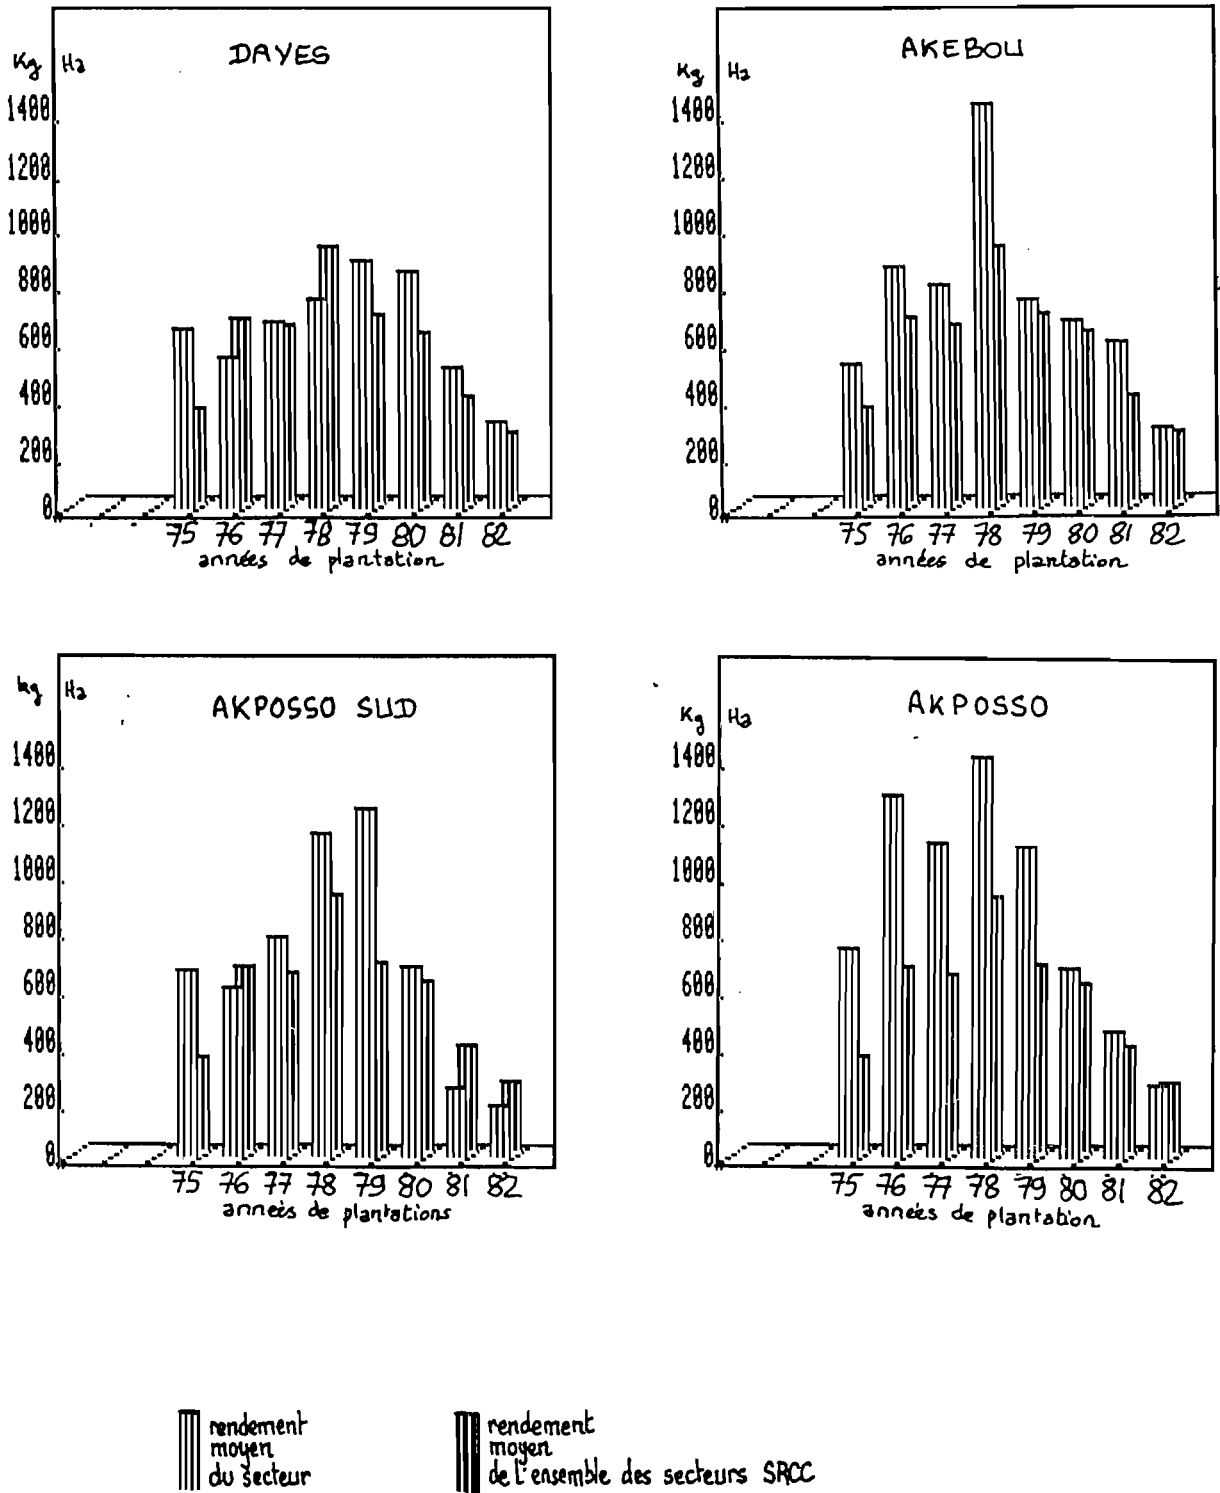 DAYES
Kg Ha
1400
1200
1000
800
600
400
200
0
75 76 77 78 79 80 81 82
années de plantation
AKEBOU
Kg Ha
1400
1200
1000
800
600
400
200
0
75 76 77 78 79 80 81 82
années de plantation
AKPOSSO SUD
kg Ha
1400
1200
1000
800
600
400
200
0
75 76 77 78 79 80 81 82
années de plantations
AKPOSSO
Kg Ha
1400
1200
1000
800
600
400
200
0
75 76 77 78 79 80 81 82
années de plantation
rendement
moyen
du secteur
rendement
moyen
de l'ensemble des secteurs SRCC